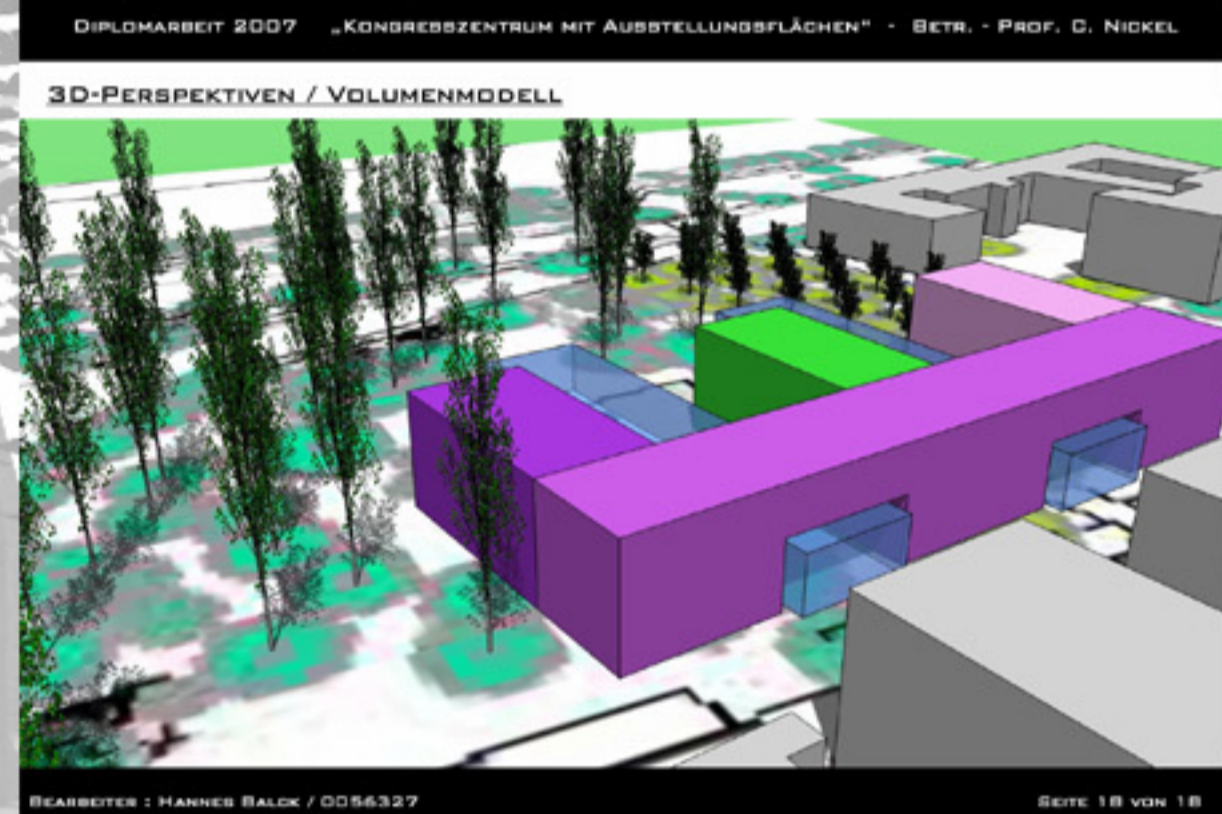 DIPLOMARBEIT 2007 „KONGRESSZENTRUM MIT AUSSTELLUNGSFLÄCHEN" - BETR. - PROF. C. NICKEL
3D-PERSPEKTIVEN / VOLUMENMODELL
BEARBEITER : HANNES BALCK / 0056327
SEITE 18 VON 18